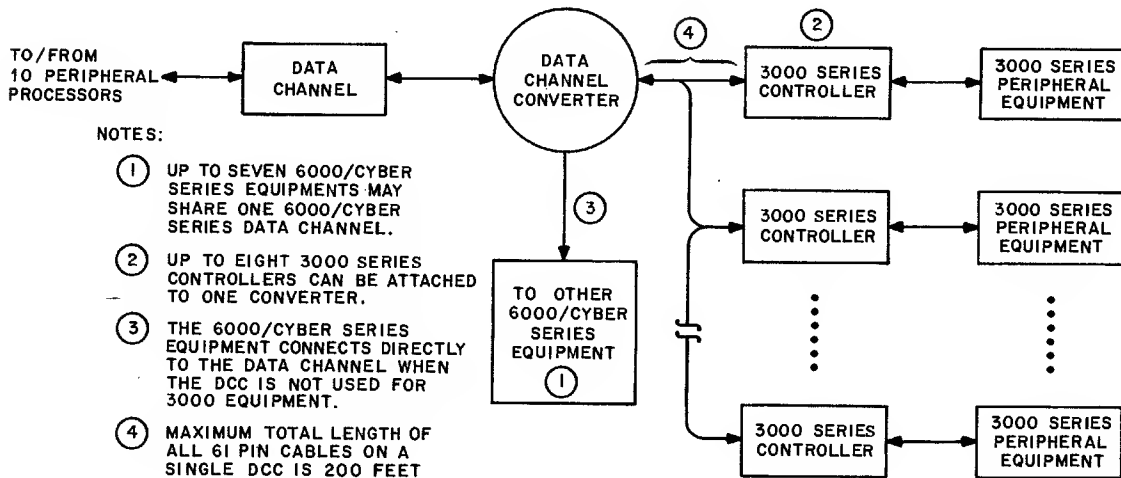 TO/FROM
10 PERIPHERAL
PROCESSORS
DATA
CHANNEL
DATA
CHANNEL
CONVERTER
4
2
3000 SERIES
CONTROLLER
3000 SERIES
PERIPHERAL
EQUIPMENT
NOTES:
1 UP TO SEVEN 6000/CYBER
SERIES EQUIPMENTS MAY
SHARE ONE 6000/CYBER
SERIES DATA CHANNEL.
2 UP TO EIGHT 3000 SERIES
CONTROLLERS CAN BE ATTACHED
TO ONE CONVERTER.
3 THE 6000/CYBER SERIES
EQUIPMENT CONNECTS DIRECTLY
TO THE DATA CHANNEL WHEN
THE DCC IS NOT USED FOR
3000 EQUIPMENT.
4 MAXIMUM TOTAL LENGTH OF
ALL 61 PIN CABLES ON A
SINGLE DCC IS 200 FEET
3
TO OTHER
6000/CYBER
SERIES
EQUIPMENT
1
3000 SERIES
CONTROLLER
3000 SERIES
PERIPHERAL
EQUIPMENT
3000 SERIES
CONTROLLER
3000 SERIES
PERIPHERAL
EQUIPMENT